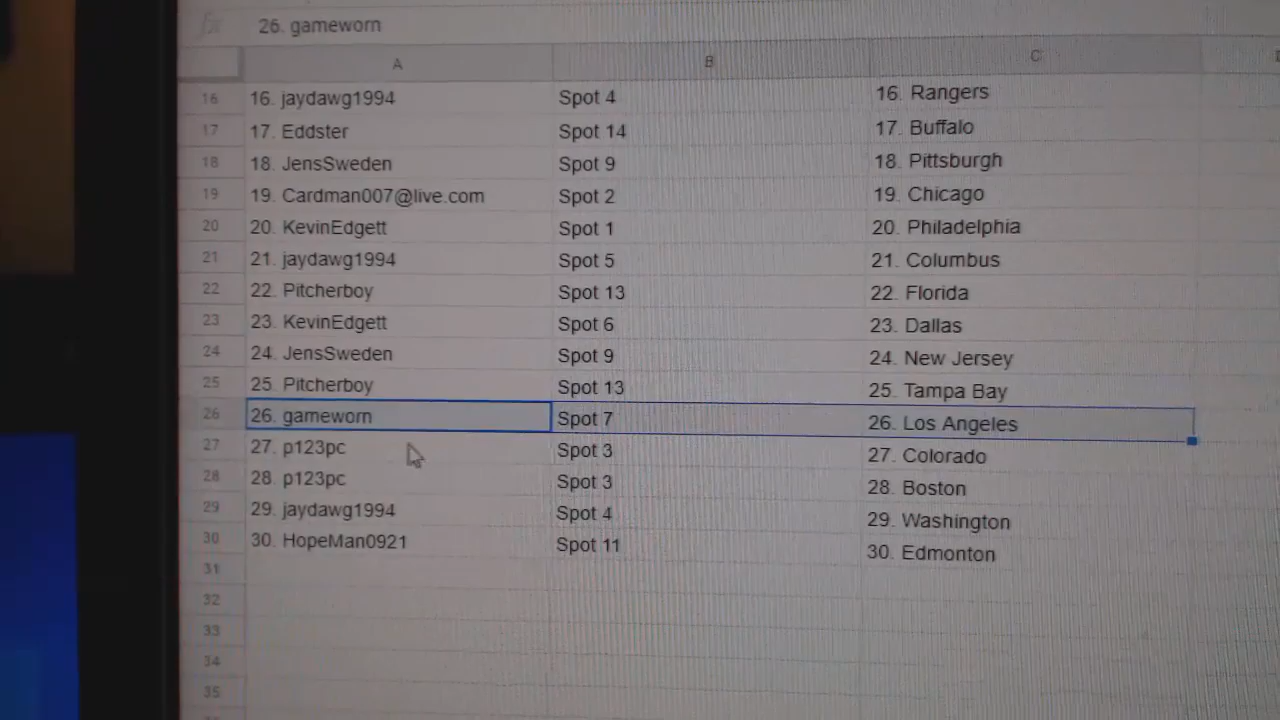 fx 26. gameworn
A B C
16 16. jaydawg1994 Spot 4 16. Rangers
17 17. Eddster Spot 14 17. Buffalo
18 18. JensSweden Spot 9 18. Pittsburgh
19 19. Cardman007@live.com Spot 2 19. Chicago
20 20. KevinEdgett Spot 1 20. Philadelphia
21 21. jaydawg1994 Spot 5 21. Columbus
22 22. Pitcherboy Spot 13 22. Florida
23 23. KevinEdgett Spot 6 23. Dallas
24 24. JensSweden Spot 9 24. New Jersey
25 25. Pitcherboy Spot 13 25. Tampa Bay
26 26. gameworn Spot 7 26. Los Angeles
27 27. p123pc Spot 3 27. Colorado
28 28. p123pc Spot 3 28. Boston
29 29. jaydawg1994 Spot 4 29. Washington
30 30. HopeMan0921 Spot 11 30. Edmonton
31
32
33
34
35